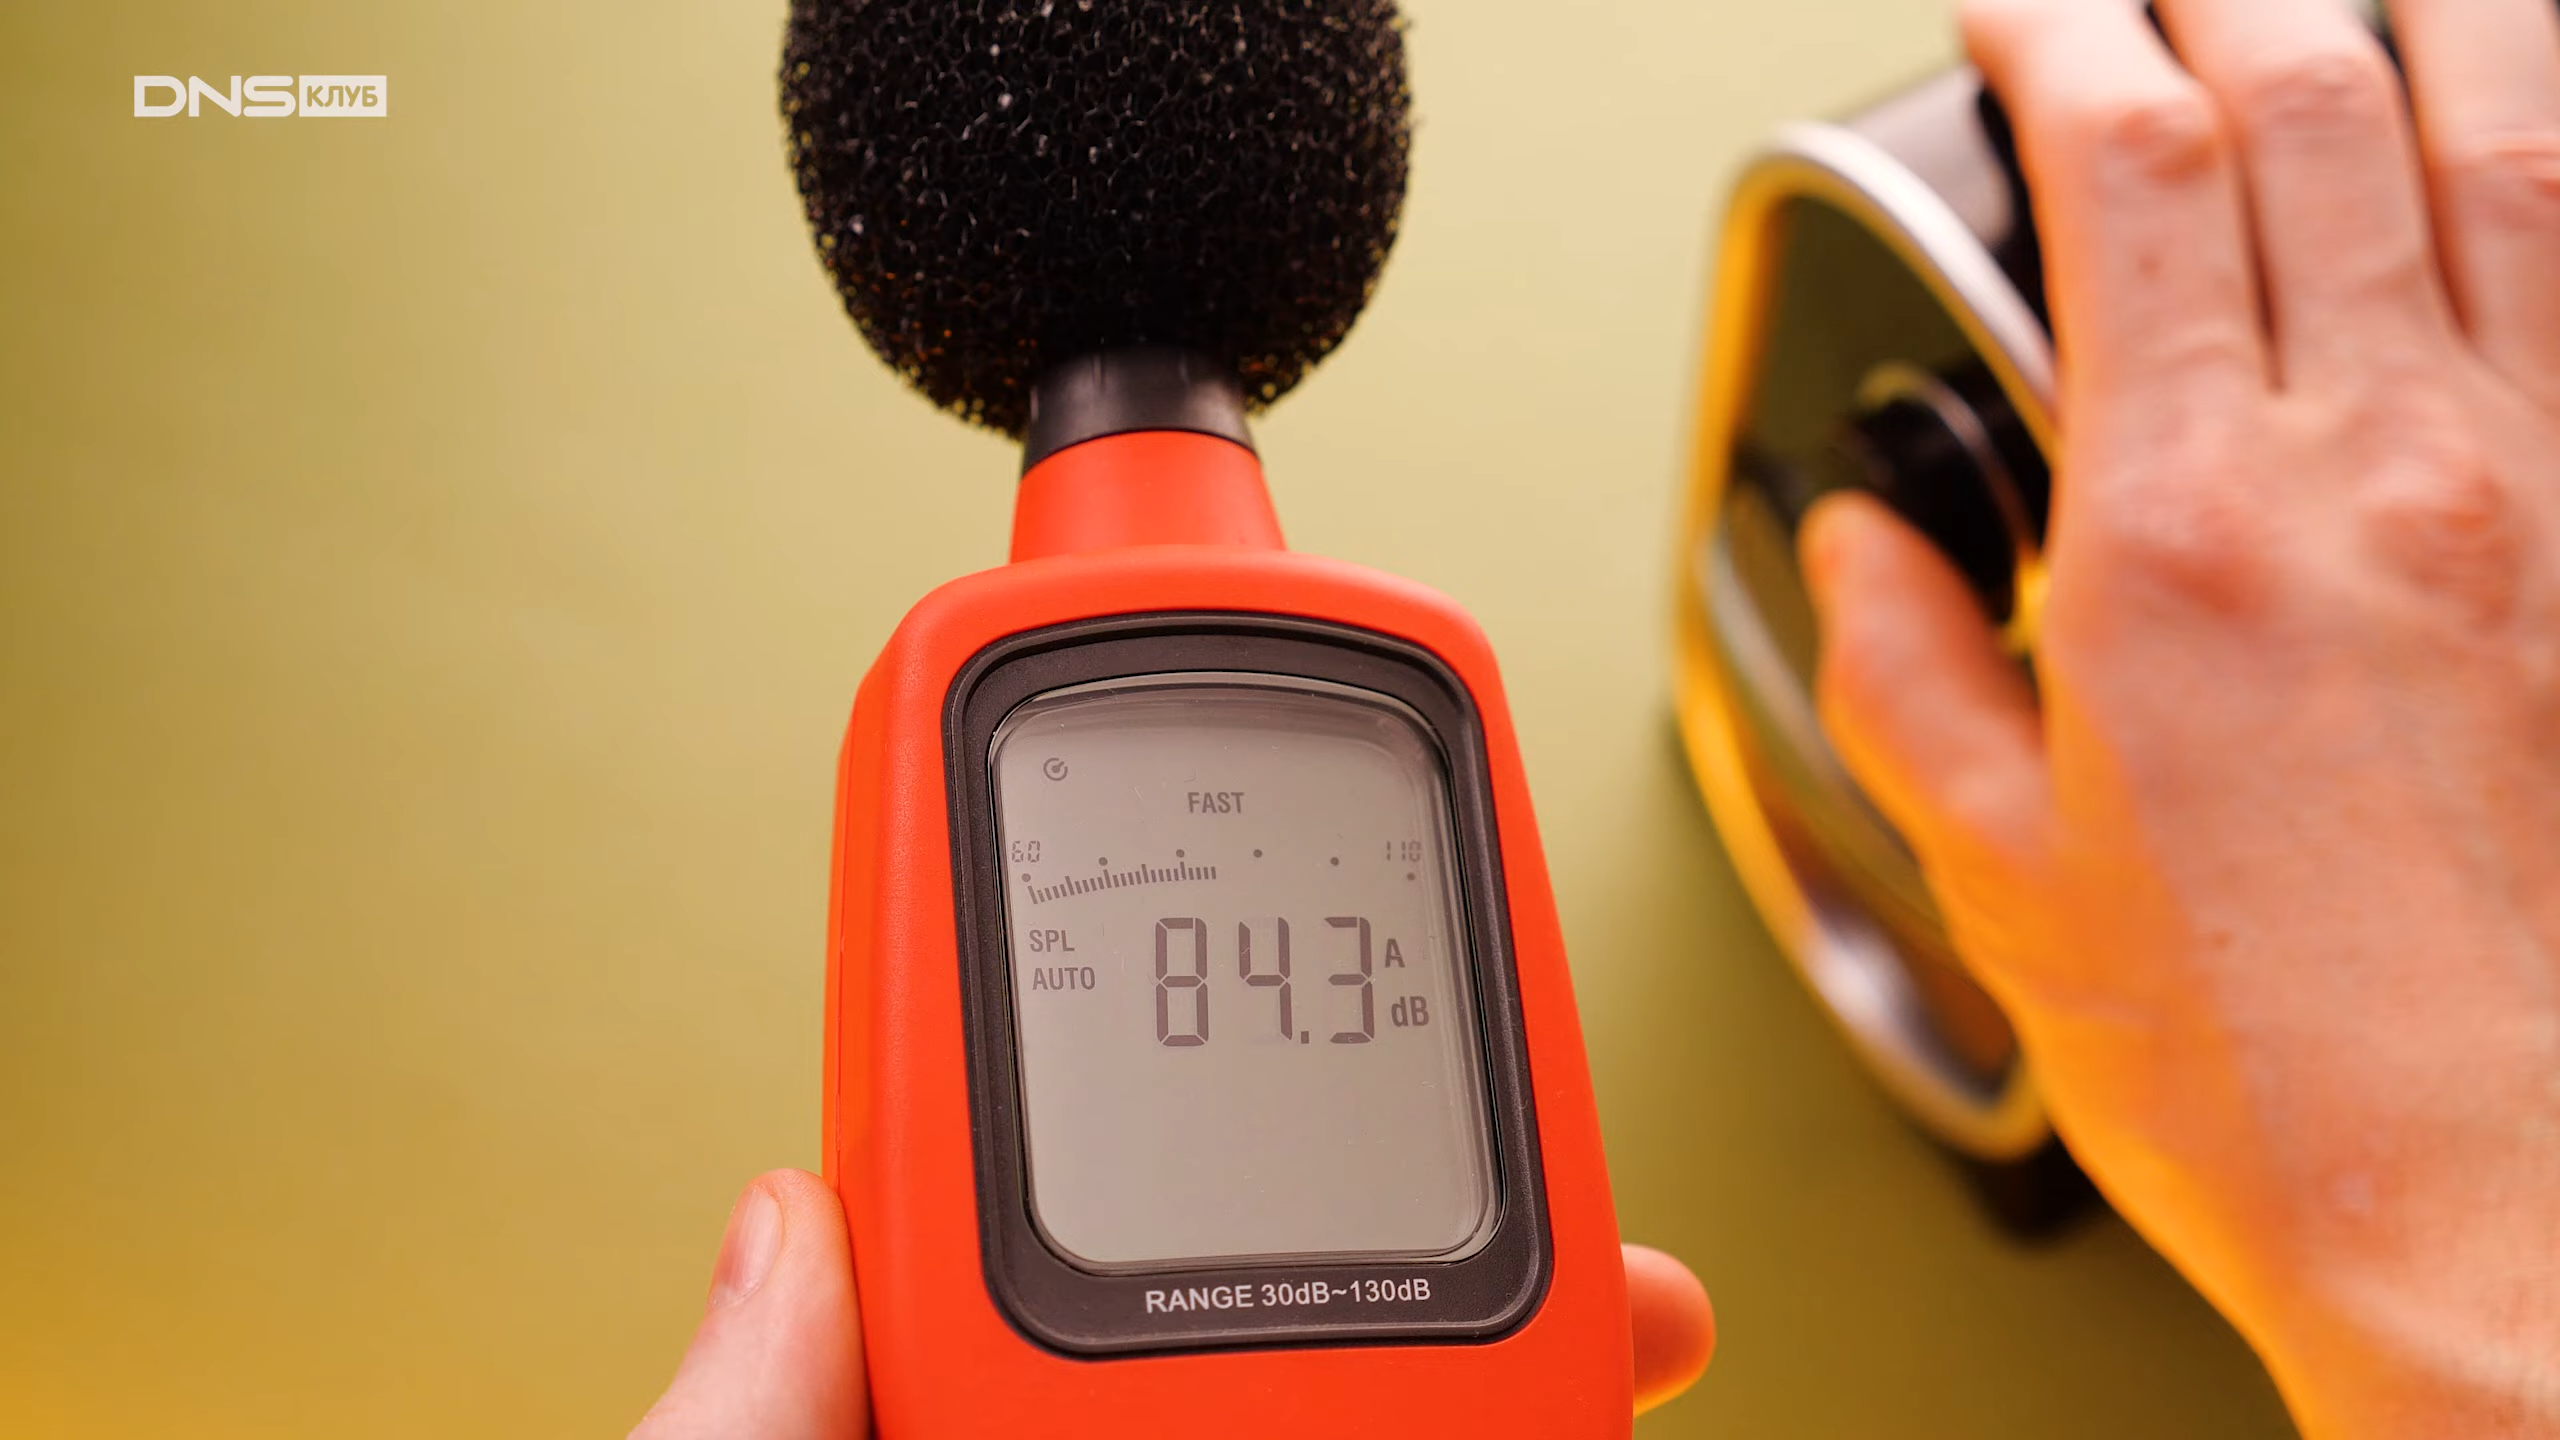 DNS КЛУБ
FAST
60 110
SPL
AUTO
84.3 A
dB
RANGE 30dB~130dB